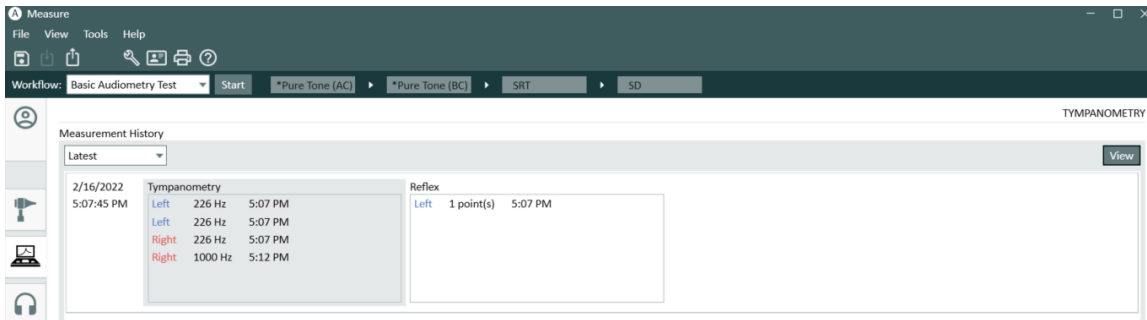 A Measure
File View Tools Help
Workflow: Basic Audiometry Test Start *Pure Tone (AC) *Pure Tone (BC) SRT SD
TYMPANOMETRY
Measurement History
Latest View
2/16/2022 Tympanometry Reflex
5:07:45 PM Left 226 Hz 5:07 PM Left 1 point(s) 5:07 PM
Left 226 Hz 5:07 PM
Right 226 Hz 5:07 PM
Right 1000 Hz 5:12 PM